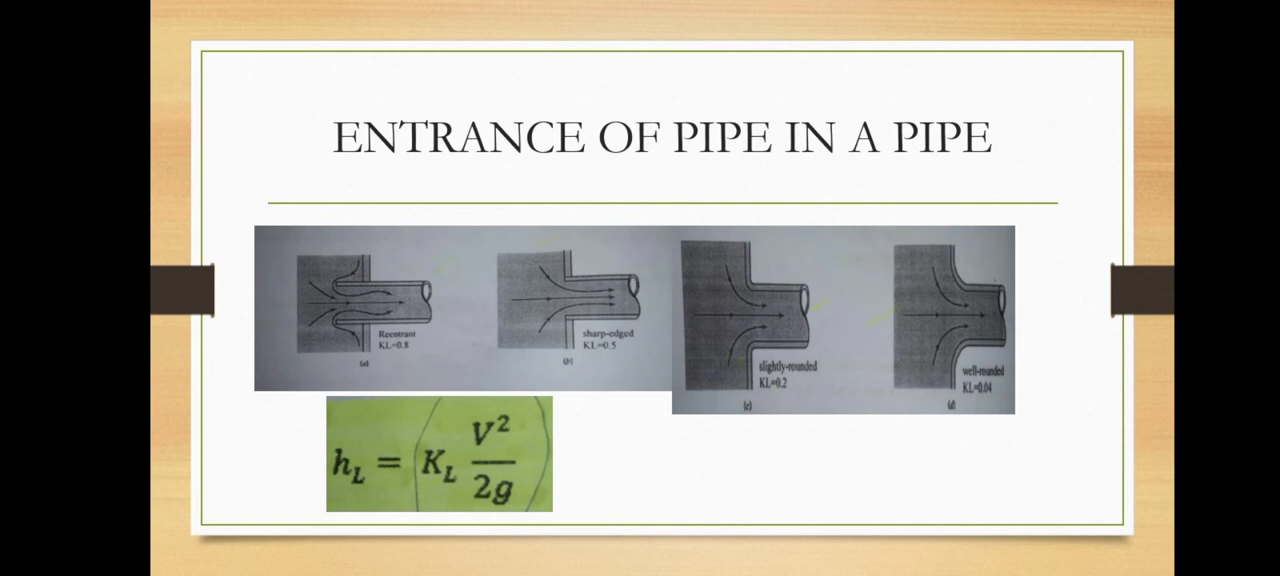 ENTRANCE OF PIPE IN A PIPE
Reentrant
KL=0.8
(a)
sharp-edged
KL=0.5
(b)
slightly-rounded
KL=0.2
(c)
well-rounded
KL=0.04
(d)
h_L = K_L V²/2g